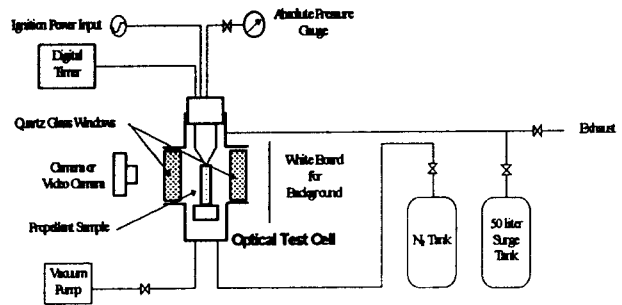 Ignition Power Input
Absolute Pressure
Gauge
Digital
Timer
Quartz Glass Windows
Exhaust
Camera or
Video Camera
White Board
for
Background
Propellant Sample
Optical Test Cell
N₂ Tank
50 liter
Surge
Tank
Vacuum
Pump